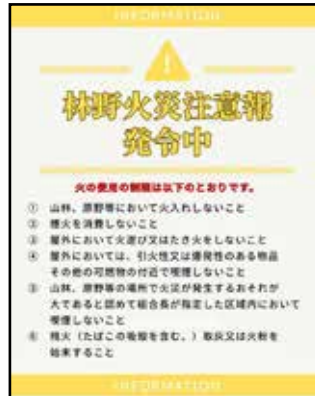 INFORMATION
林野火災注意報
発令中
火の使用の制限は以下のとおりです。
① 山林、原野等において火入れしないこと
② 煙火を消費しないこと
③ 屋外において火遊び又はたき火をしないこと
④ 屋外においては、引火性又は爆発性のある物品
その他の可燃物の付近で喫煙しないこと
⑤ 山林、原野等の場所で火災が発生するおそれが
大であると認めて組合長が指定した区域内において
喫煙しないこと
⑥ 残火(たばこの吸殻を含む。)取灰又は火粉を
始末すること
INFORMATION